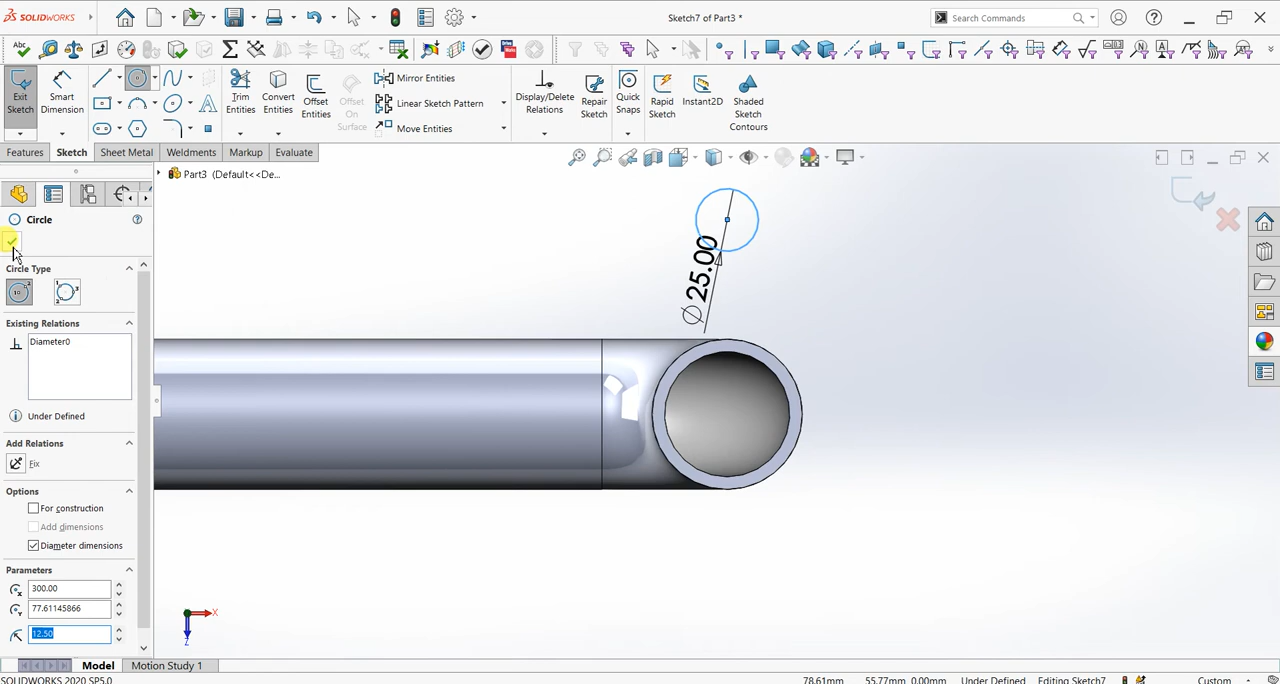 SOLIDWORKS
Sketch7 of Part3 *
Search Commands
Exit Sketch
Smart Dimension
Trim Entities
Convert Entities
Offset Entities
Offset On Surface
Mirror Entities
Linear Sketch Pattern
Move Entities
Display/Delete Relations
Repair Sketch
Quick Snaps
Rapid Sketch
Instant2D
Shaded Sketch Contours
Features
Sketch
Sheet Metal
Weldments
Markup
Evaluate
Part3 (Default<<De...
Circle
Circle Type
Existing Relations
Diameter0
Under Defined
Add Relations
Fix
Options
For construction
Add dimensions
Diameter dimensions
Parameters
300.00
77.61145866
12.50
Ø 25.00
X
Z
Model
Motion Study 1
SOLIDWORKS 2020 SP5.0
78.61mm
55.77mm
0.00mm
Under Defined
Editing Sketch7
Custom